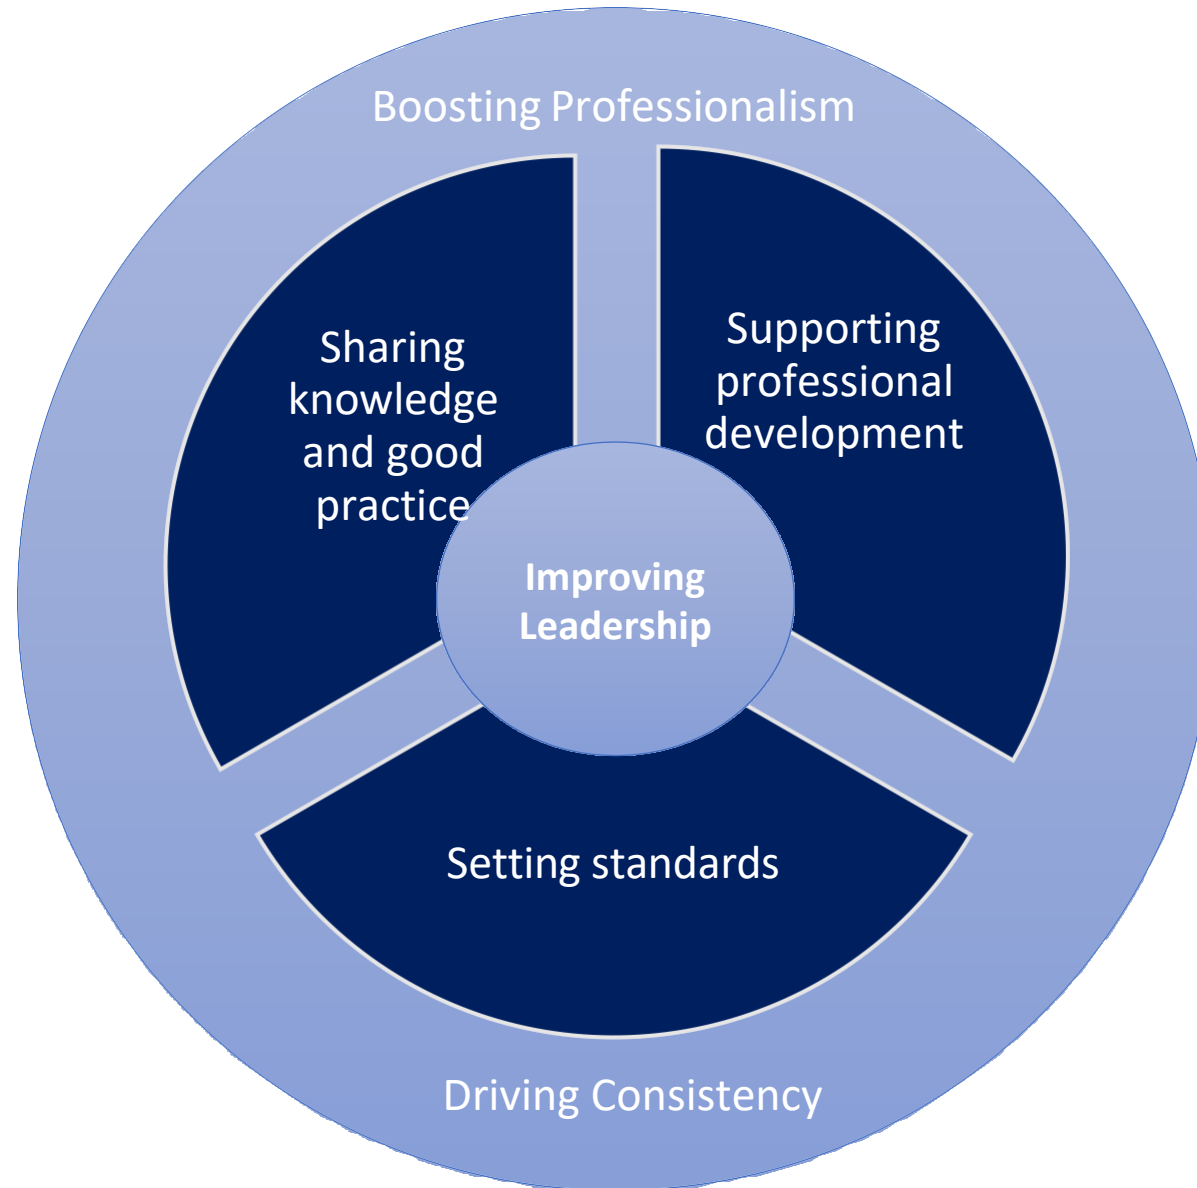 Boosting Professionalism
Sharing
knowledge
and good
practice
Supporting
professional
development
Improving
Leadership
Setting standards
Driving Consistency